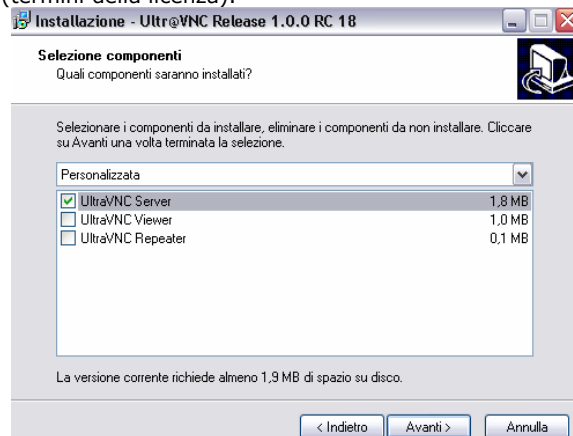 (termini della licenza).
Installazione - Ultr@VNC Release 1.0.0 RC 18
Selezione componenti
Quali componenti saranno installati?
Selezionare i componenti da installare, eliminare i componenti da non installare. Cliccare
su Avanti una volta terminata la selezione.
Personalizzata
UltraVNC Server 1,8 MB
UltraVNC Viewer 1,0 MB
UltraVNC Repeater 0,1 MB
La versione corrente richiede almeno 1,9 MB di spazio su disco.
< Indietro Avanti > Annulla